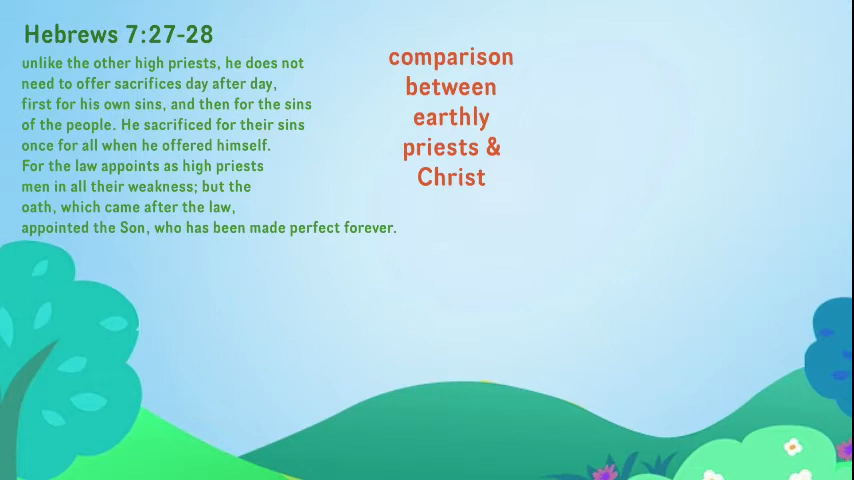 Hebrews 7:27-28
unlike the other high priests, he does not
need to offer sacrifices day after day,
first for his own sins, and then for the sins
of the people. He sacrificed for their sins
once for all when he offered himself.
For the law appoints as high priests
men in all their weakness; but the
oath, which came after the law,
appointed the Son, who has been made perfect forever.
comparison
between
earthly
priests &
Christ